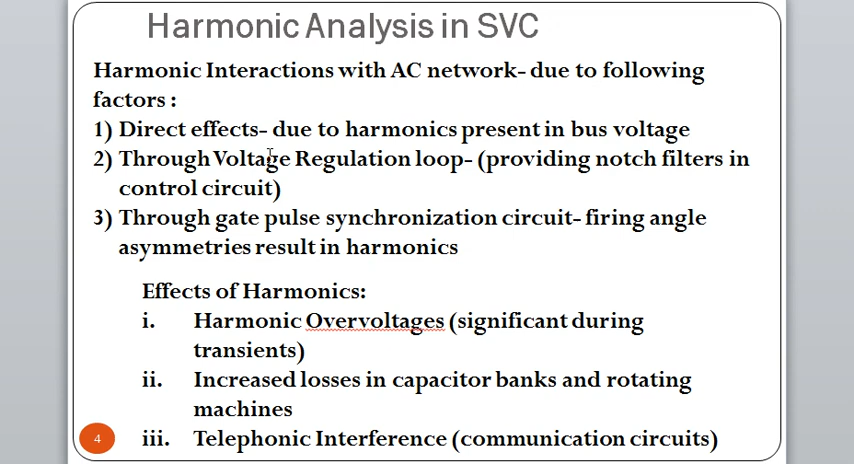 Harmonic Analysis in SVC
Harmonic Interactions with AC network- due to following
factors :
1) Direct effects- due to harmonics present in bus voltage
2) Through Voltage Regulation loop- (providing notch filters in
control circuit)
3) Through gate pulse synchronization circuit- firing angle
asymmetries result in harmonics
Effects of Harmonics:
i. Harmonic Overvoltages (significant during
transients)
ii. Increased losses in capacitor banks and rotating
machines
4
iii. Telephonic Interference (communication circuits)